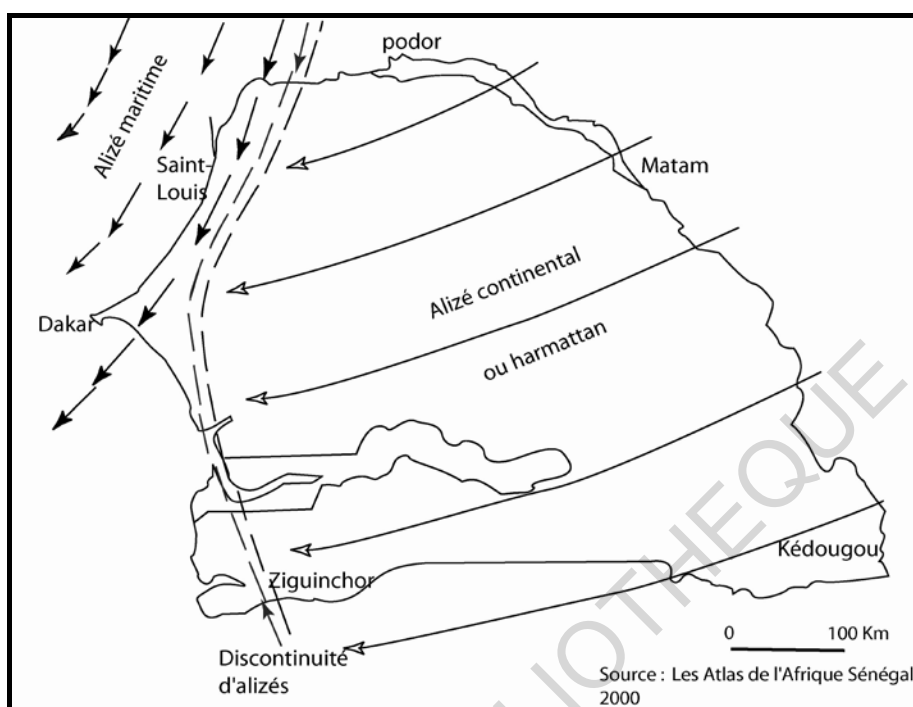 podor
Alizé maritime
Saint-
Louis
Matam
Alizé continental
Dakar
ou harmattan
Kédougou
Ziguinchor
Discontinuité
d'alizés
0 100 Km
Source : Les Atlas de l'Afrique Sénégal
2000
LIOTHEQUE